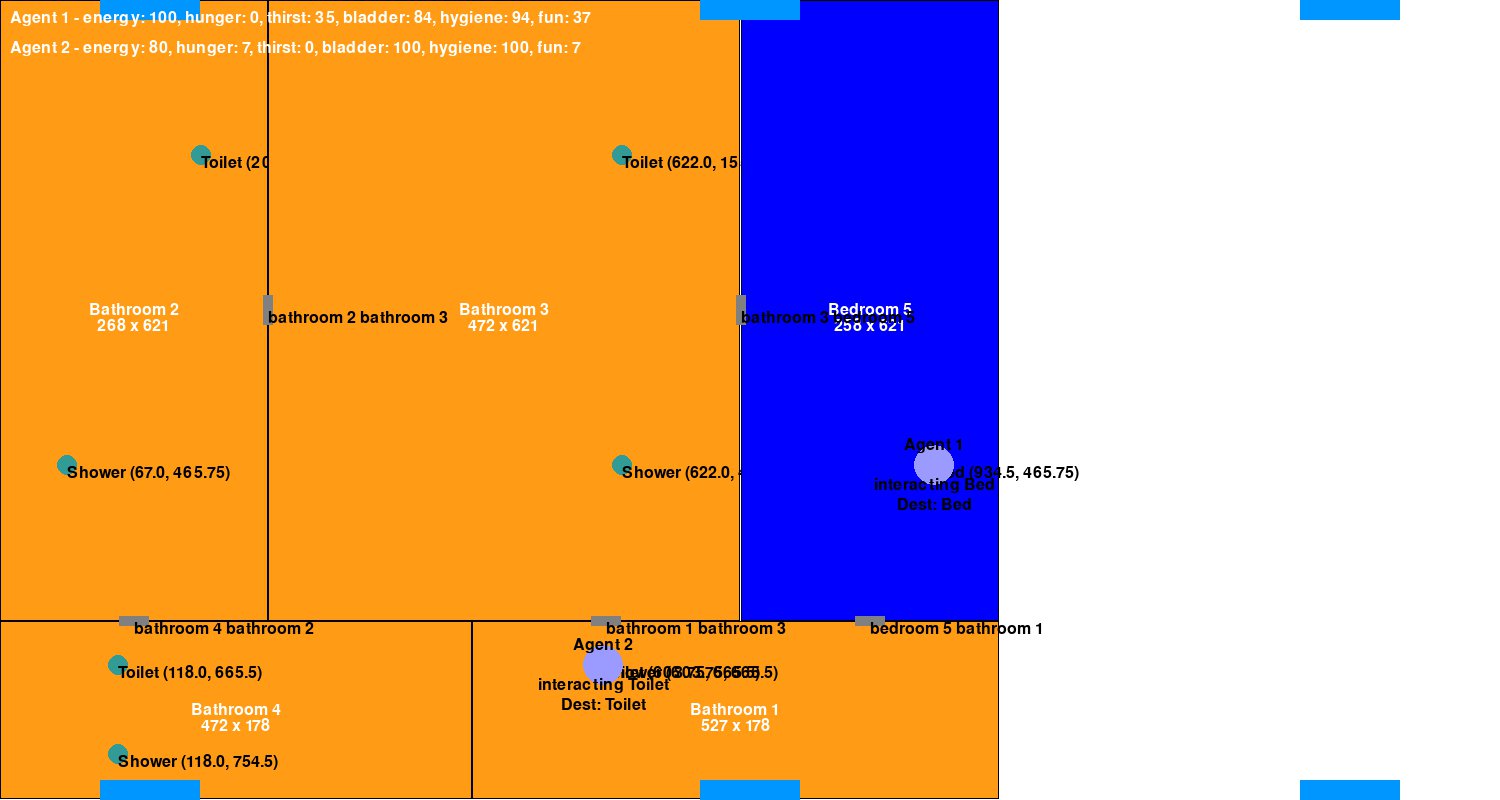 Agent 1 - energy: 100, hunger: 0, thirst: 35, bladder: 84, hygiene: 94, fun: 37
Agent 2 - energy: 80, hunger: 7, thirst: 0, bladder: 100, hygiene: 100, fun: 7
Toilet (20
Toilet (622.0, 15
Bathroom 2
268 x 621
bathroom 2 bathroom 3
Bathroom 3
472 x 621
bathroom 3 bedroom 5
Bedroom 5
258 x 621
Shower (67.0, 465.75)
Shower (622.0, 4
Agent 1
(934.5, 465.75)
interacting Bed
Dest: Bed
bathroom 4 bathroom 2
bathroom 1 bathroom 3
bedroom 5 bathroom 1
Toilet (118.0, 665.5)
Agent 2
interacting Toilet
Dest: Toilet
Bathroom 4
472 x 178
Bathroom 1
527 x 178
Shower (118.0, 754.5)